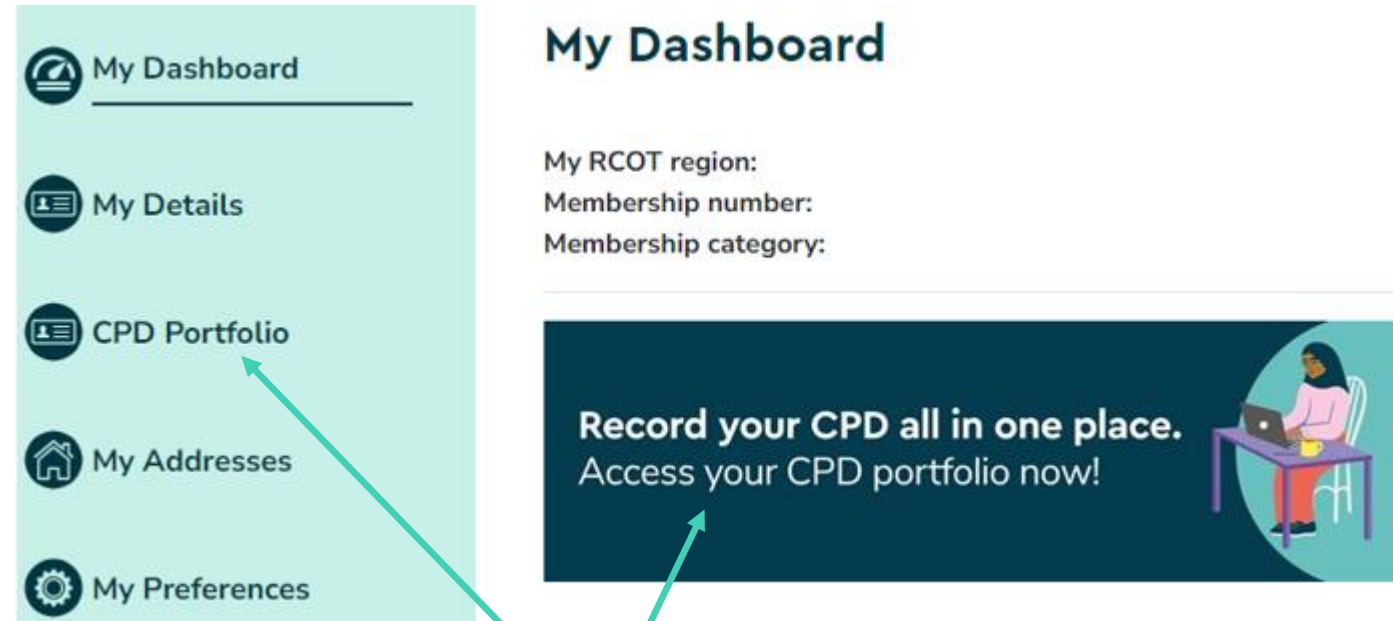 My Dashboard
My Details
CPD Portfolio
My Addresses
My Preferences
My Dashboard
My RCOT region:
Membership number:
Membership category:
Record your CPD all in one place.
Access your CPD portfolio now!